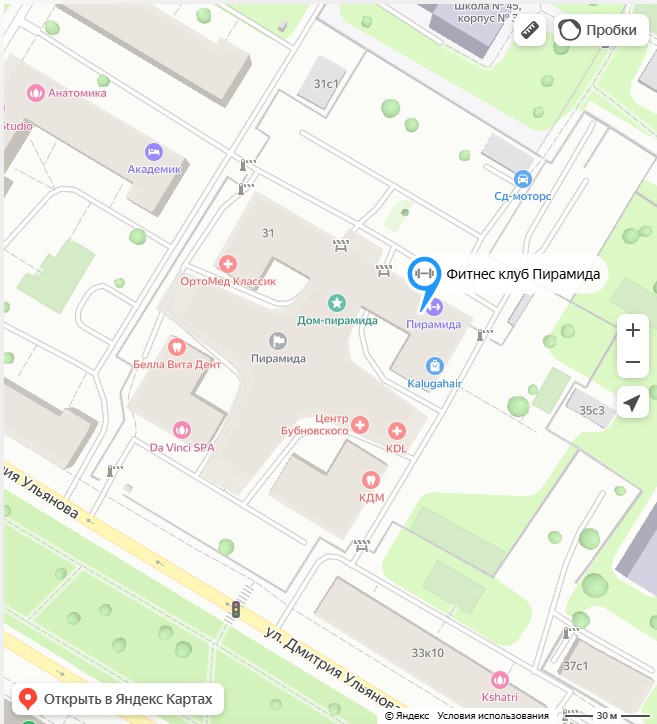 Школа № 45,
корпус № 3
Пробки
31с1
Анатомика
Studio
Академик
Сд-моторс
31
ОртоМед Классик
Фитнес клуб Пирамида
Дом-пирамида
Пирамида
Пирамида
Белла Вита Дент
Kalugahair
35с3
Центр
Бубновского
KDL
Da Vinci SPA
КДМ
ул. Дмитрия Ульянова
ул. Дмитрия Ульянова
33к10
37с1
Kshatri
Открыть в Яндекс Картах
© Яндекс Условия использования 30 м